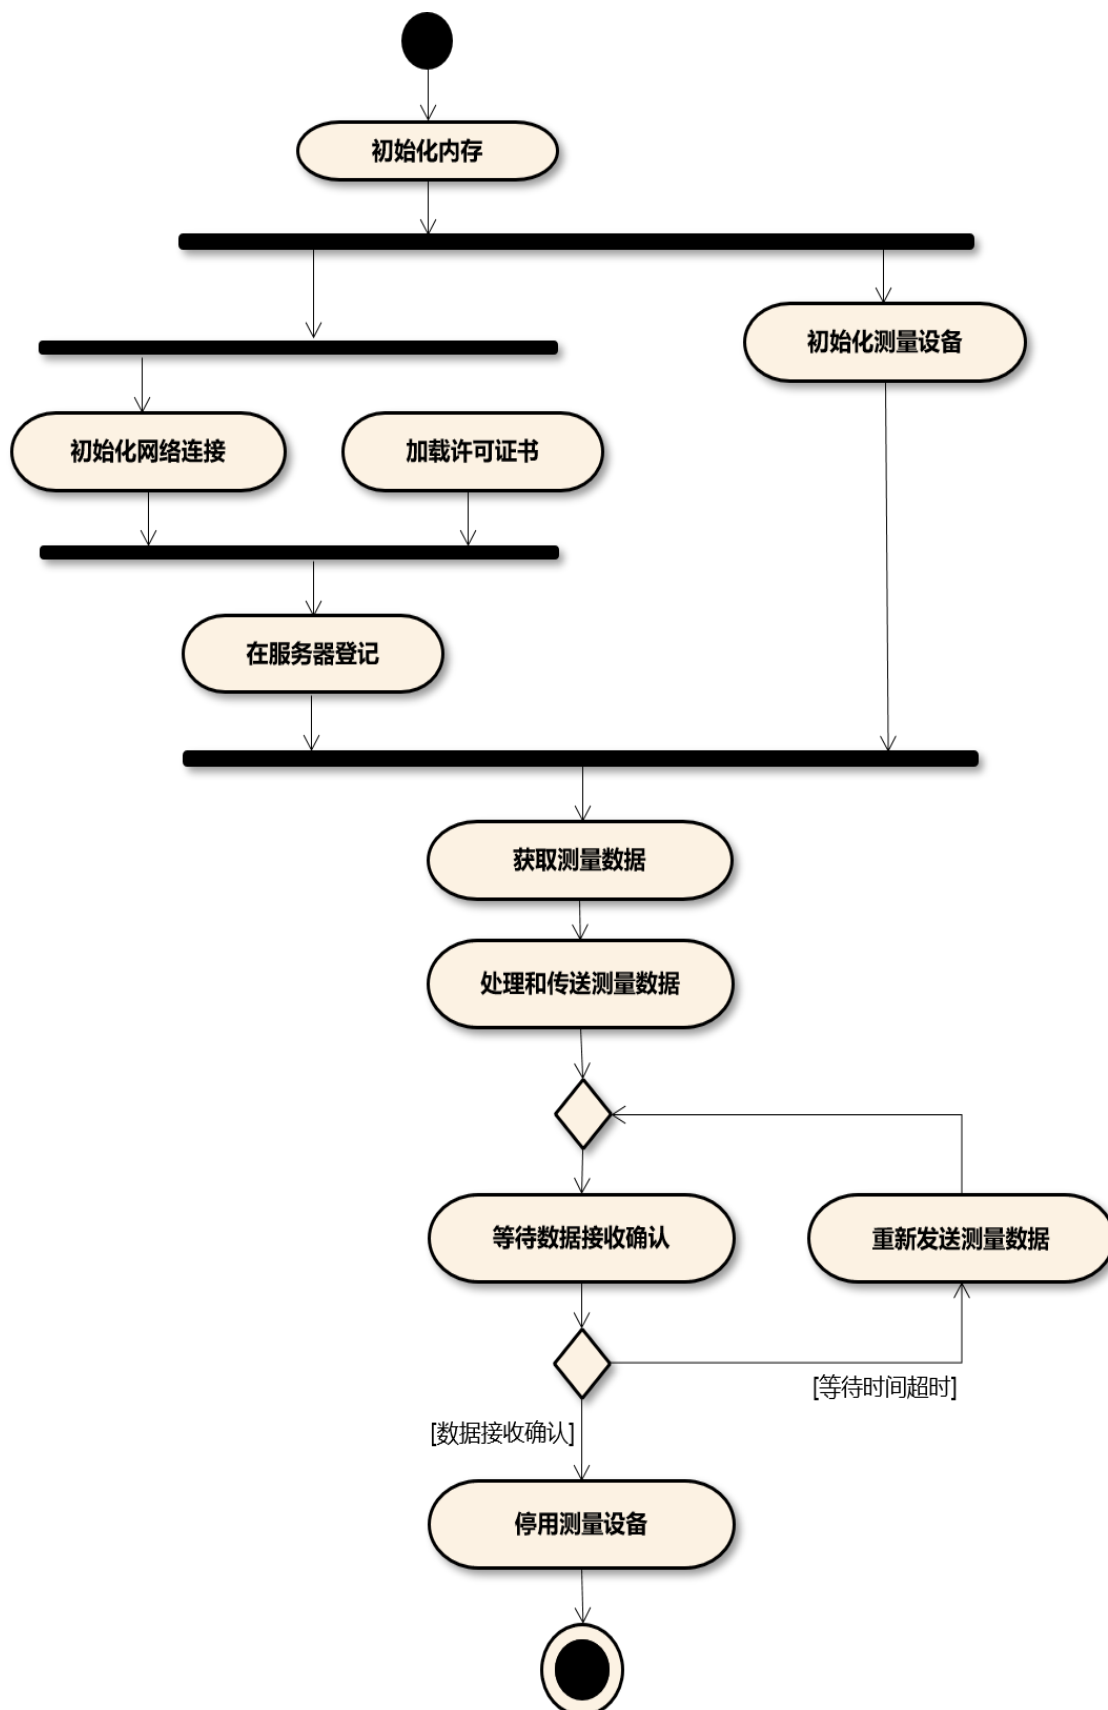 初始化内存
初始化测量设备
初始化网络连接
加载许可证书
在服务器登记
获取测量数据
处理和传送测量数据
等待数据接收确认
重新发送测量数据
[等待时间超时]
[数据接收确认]
停用测量设备